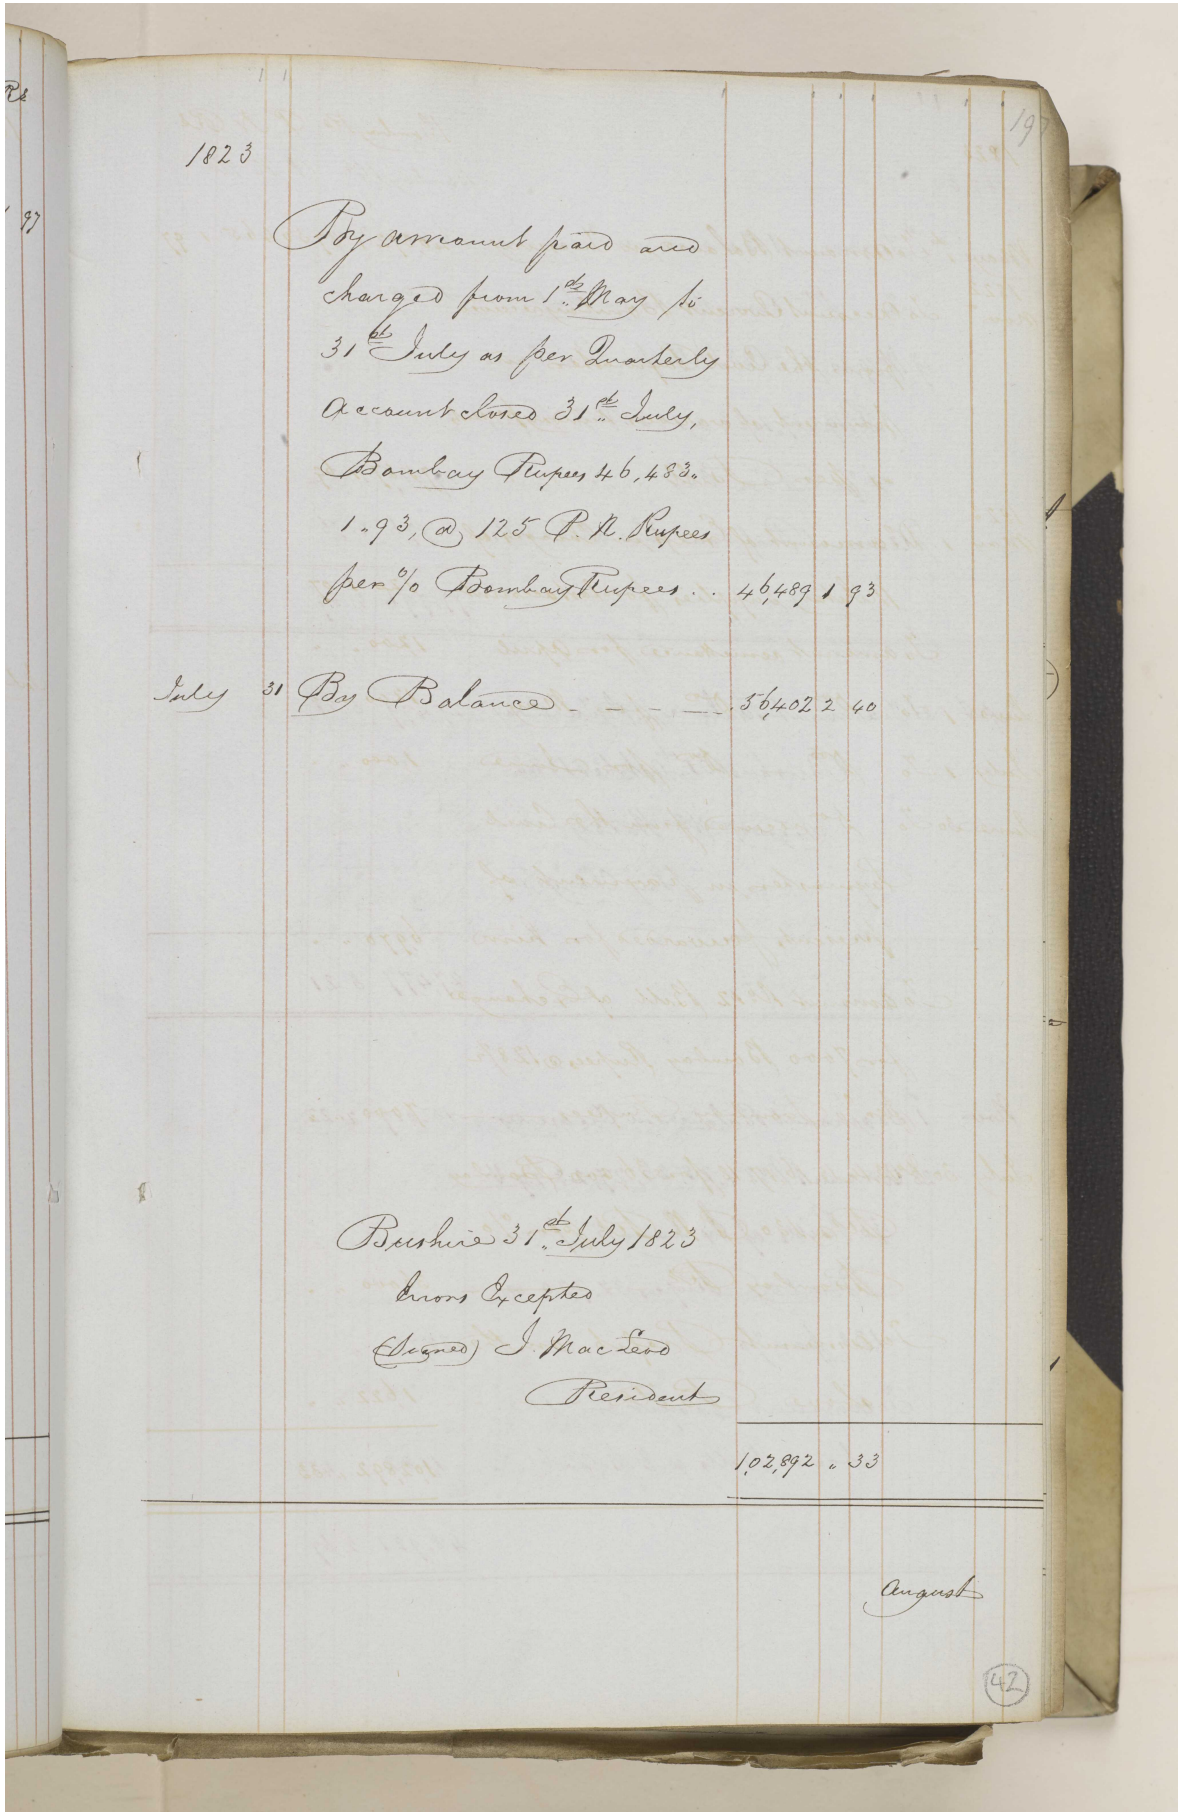 197
1823
By amount paid and
charged from 1st May to
31st July as per Quarterly
Account closed 31st July,
Bombay Rupees 46,483"
1"93, @ 125 P. R. Rupees
per % Bombay Rupees . . 46,489 1 93
July 31 By Balance - - - - 56,402 2 40
Bushire 31st July 1823
Errors Excepted
(Signed) J. MacLeod
Resident
1,02,892 " 33
August
42
Rs
97